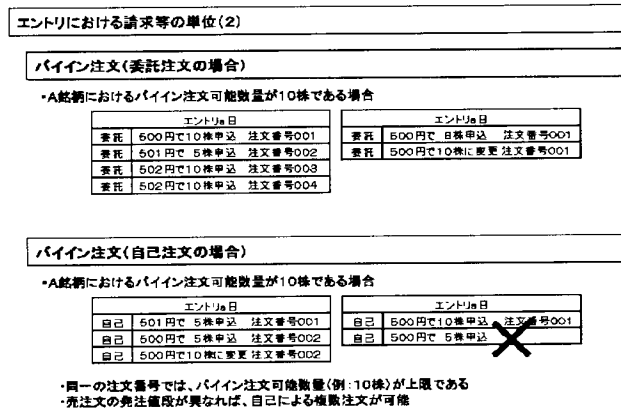 エントリにおける請求等の単位(2)
バイイン注文(委託注文の場合)
・A銘柄におけるバイイン注文可能数量が10株である場合
エントリa日
委託 500円で10株申込 注文番号001
委託 501円で 5株申込 注文番号002
委託 502円で10株申込 注文番号003
委託 502円で10株申込 注文番号004
エントリa日
委託 500円で 8株申込 注文番号001
委託 500円で10株に変更 注文番号001
バイイン注文(自己注文の場合)
・A銘柄におけるバイイン注文可能数量が10株である場合
エントリa日
自己 501円で 5株申込 注文番号001
自己 500円で 5株申込 注文番号002
自己 500円で10株に変更 注文番号002
エントリa日
自己 500円で10株申込 注文番号001
自己 500円で 5株申込
・同一の注文番号では、バイイン注文可能数量(例:10株)が上限である
・売注文の発注値段が異なれば、自己による複数注文が可能